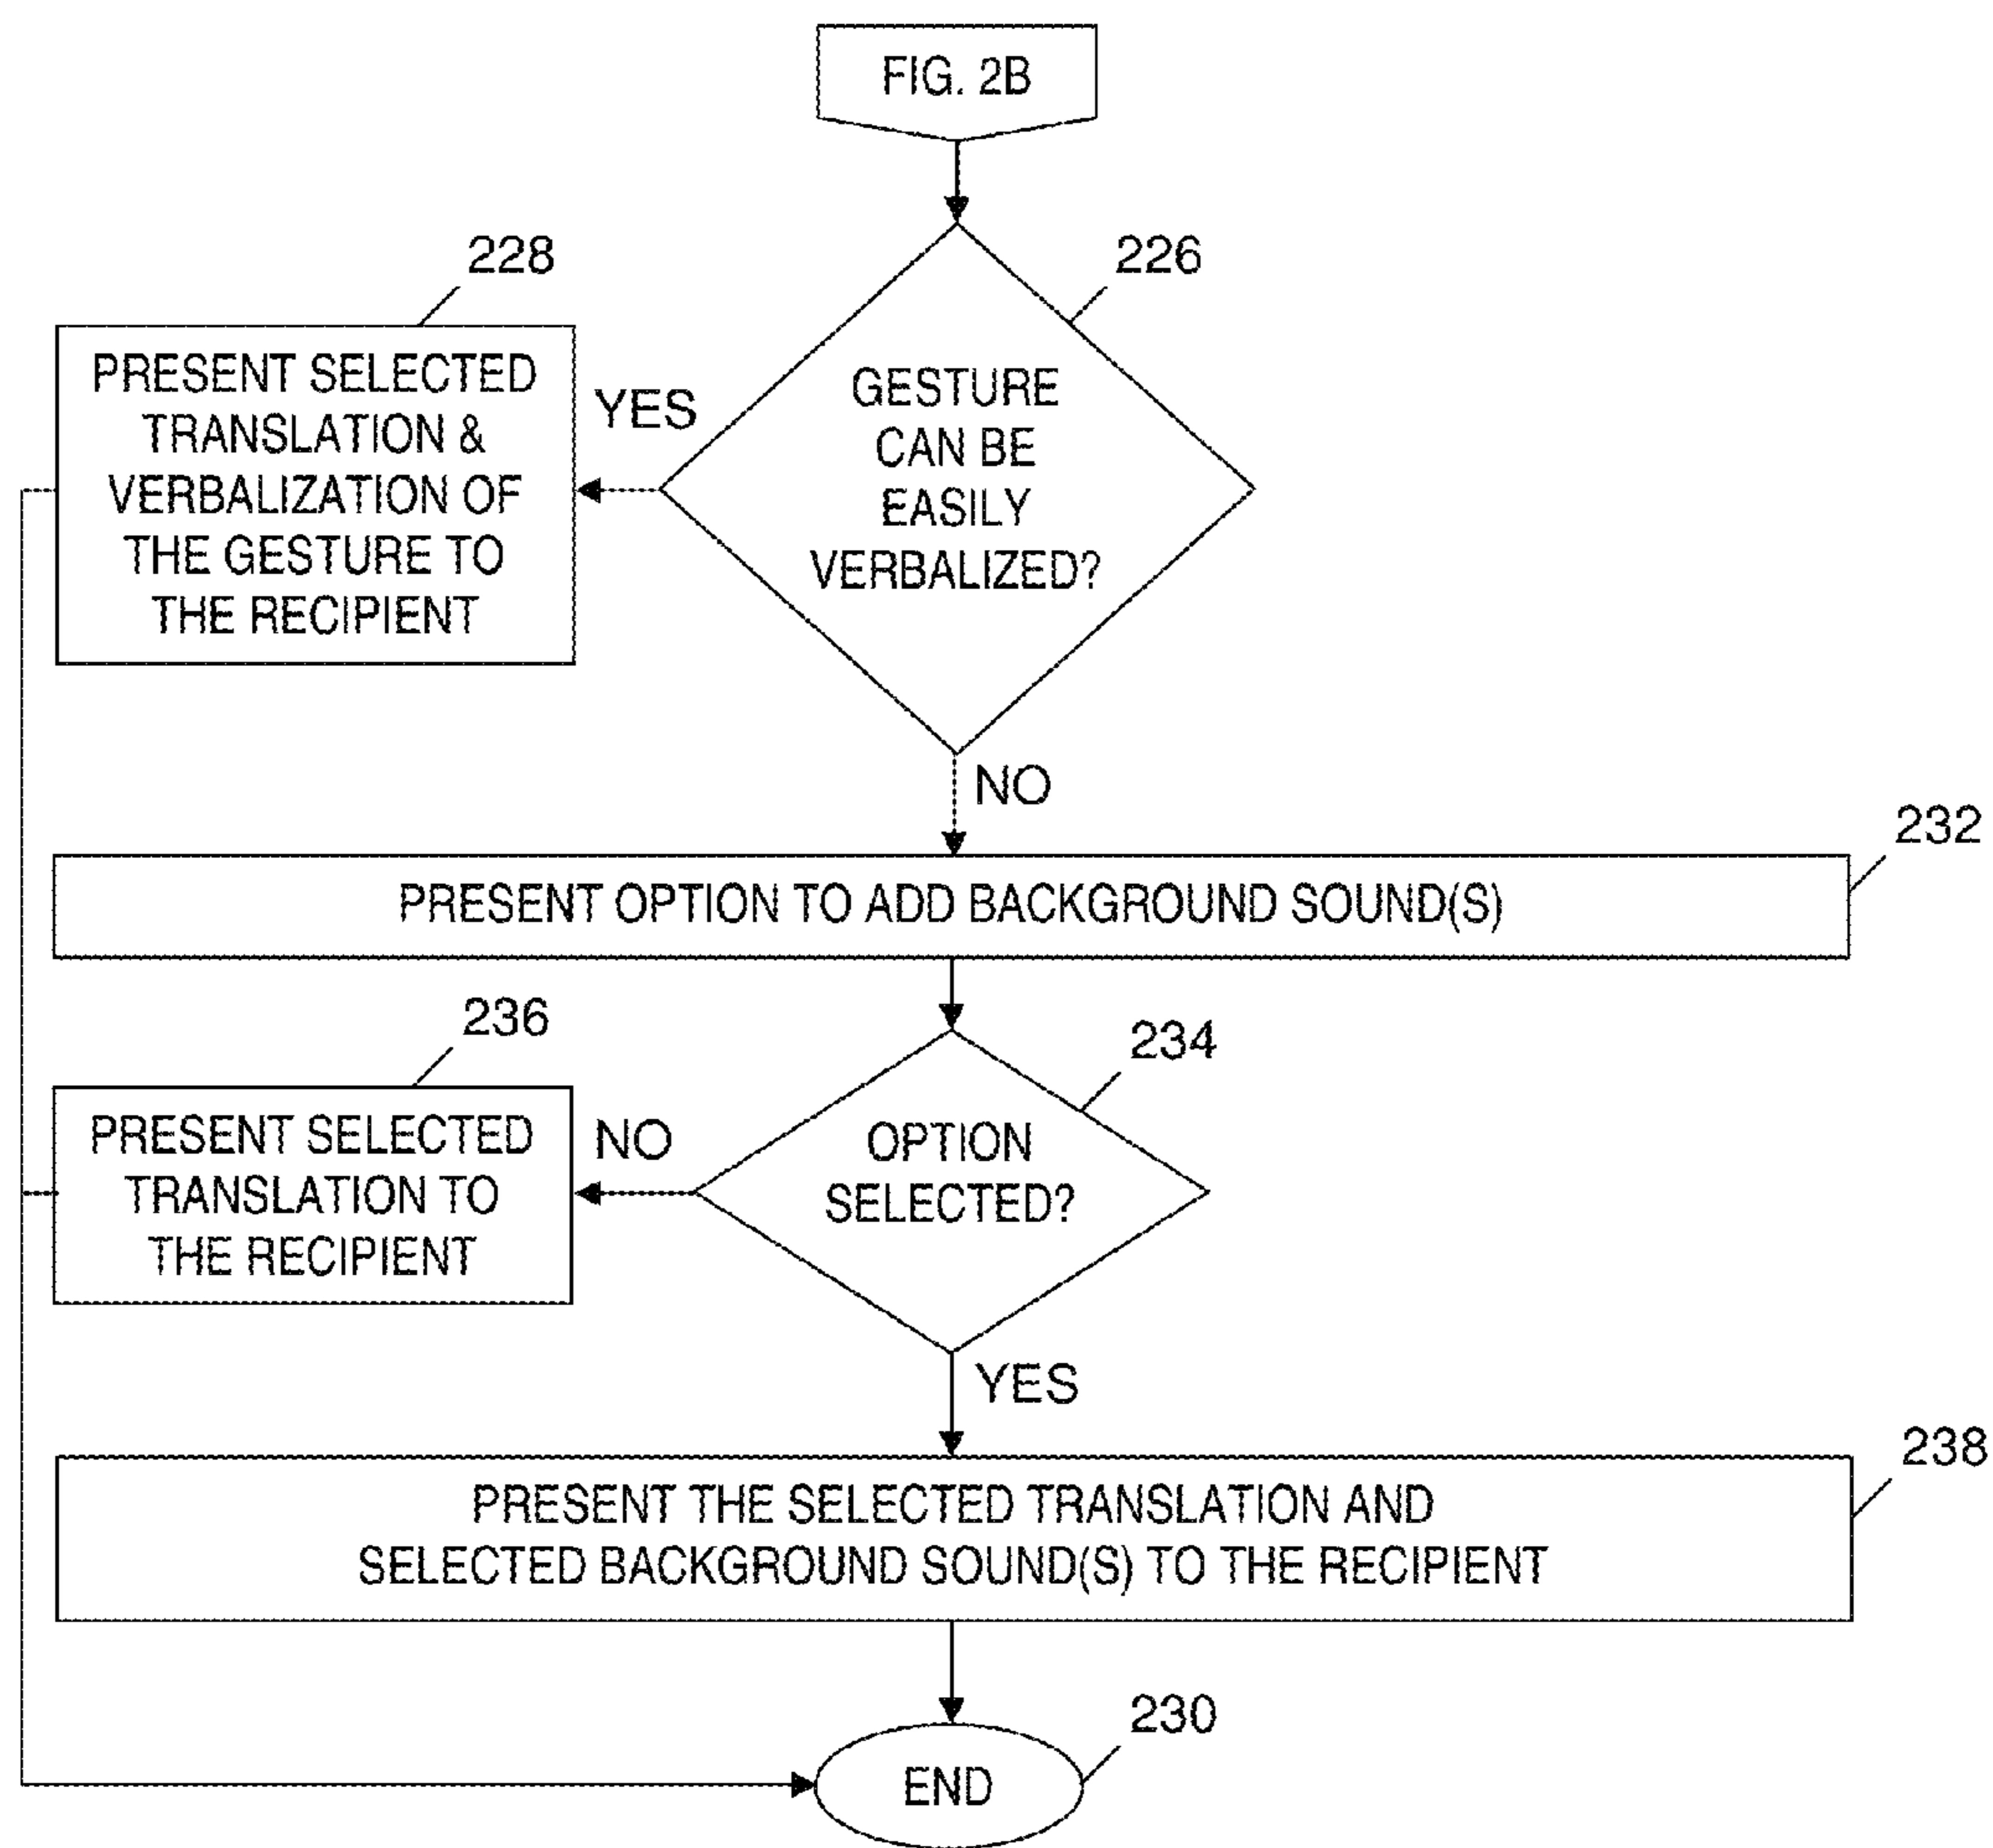 FIG. 2B
226
228
GESTURE
CAN BE
EASILY
VERBALIZED?
YES
PRESENT SELECTED
TRANSLATION &
VERBALIZATION OF
THE GESTURE TO
THE RECIPIENT
NO
232
PRESENT OPTION TO ADD BACKGROUND SOUND(S)
236
234
OPTION
SELECTED?
NO
PRESENT SELECTED
TRANSLATION TO
THE RECIPIENT
YES
238
PRESENT THE SELECTED TRANSLATION AND
SELECTED BACKGROUND SOUND(S) TO THE RECIPIENT
230
END